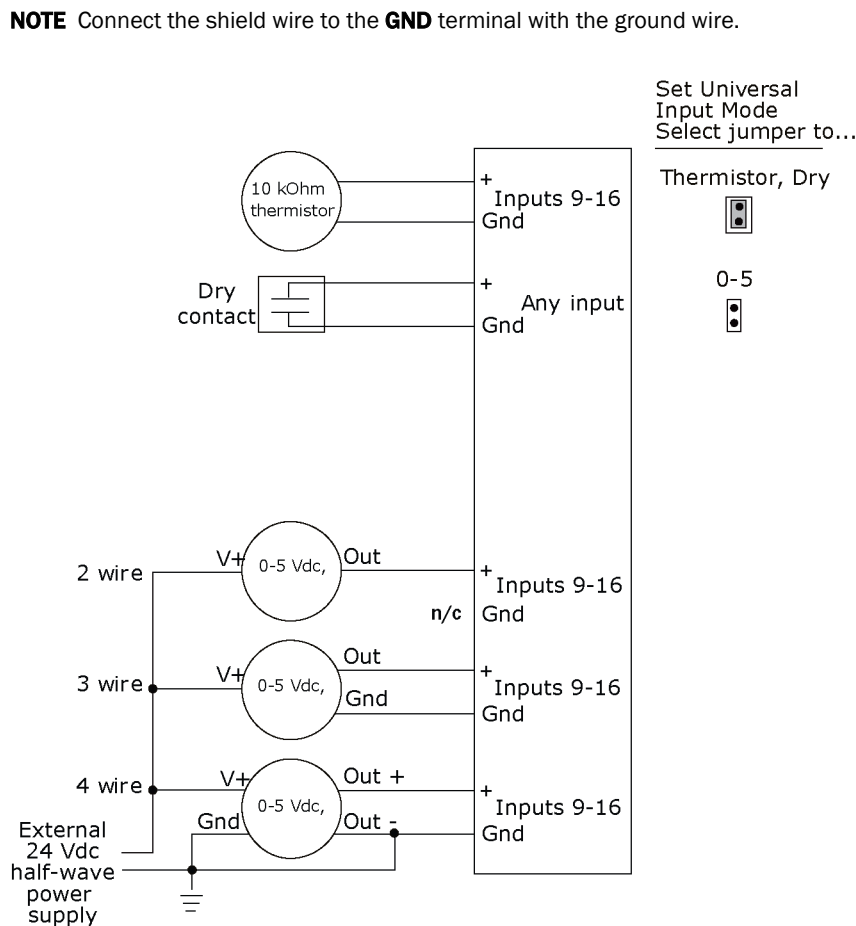 NOTE Connect the shield wire to the GND terminal with the ground wire.
Set Universal
Input Mode
Select jumper to...
Thermistor, Dry
0-5
10 kOhm
thermistor
+
Inputs 9-16
Gnd
Dry
contact
+
Any input
Gnd
2 wire
V+
0-5 Vdc,
Out
+
Inputs 9-16
n/c
Gnd
3 wire
V+
0-5 Vdc,
Out
Gnd
+
Inputs 9-16
Gnd
4 wire
V+
Gnd
0-5 Vdc,
Out +
Out -
+
Inputs 9-16
Gnd
External
24 Vdc
half-wave
power
supply